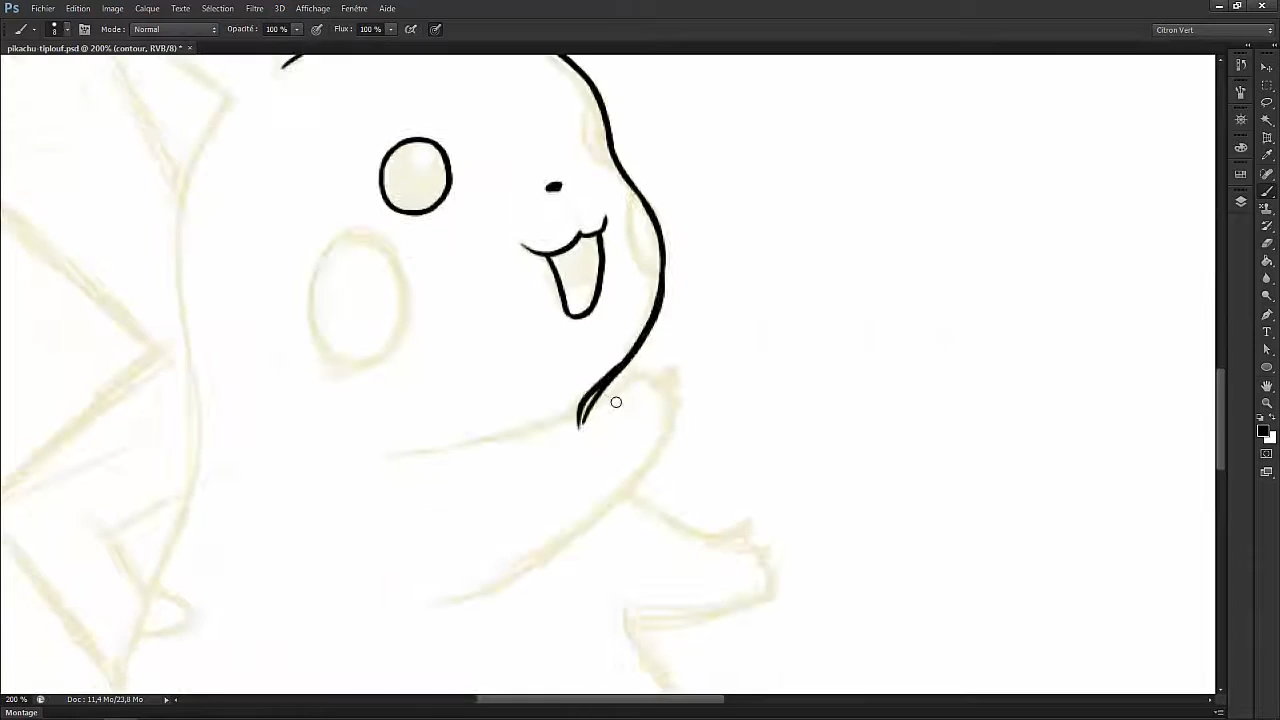 Ps Fichier Edition Image Calque Texte Sélection Filtre 3D Affichage Fenêtre Aide
8 Mode : Normal Opacité : 100 % Flux : 100 % Citron Vert
pikachu-tiplouf.psd @ 200% (contour, RVB/8) * ×
200 % Doc : 11,4 Mo/23,8 Mo
Montage